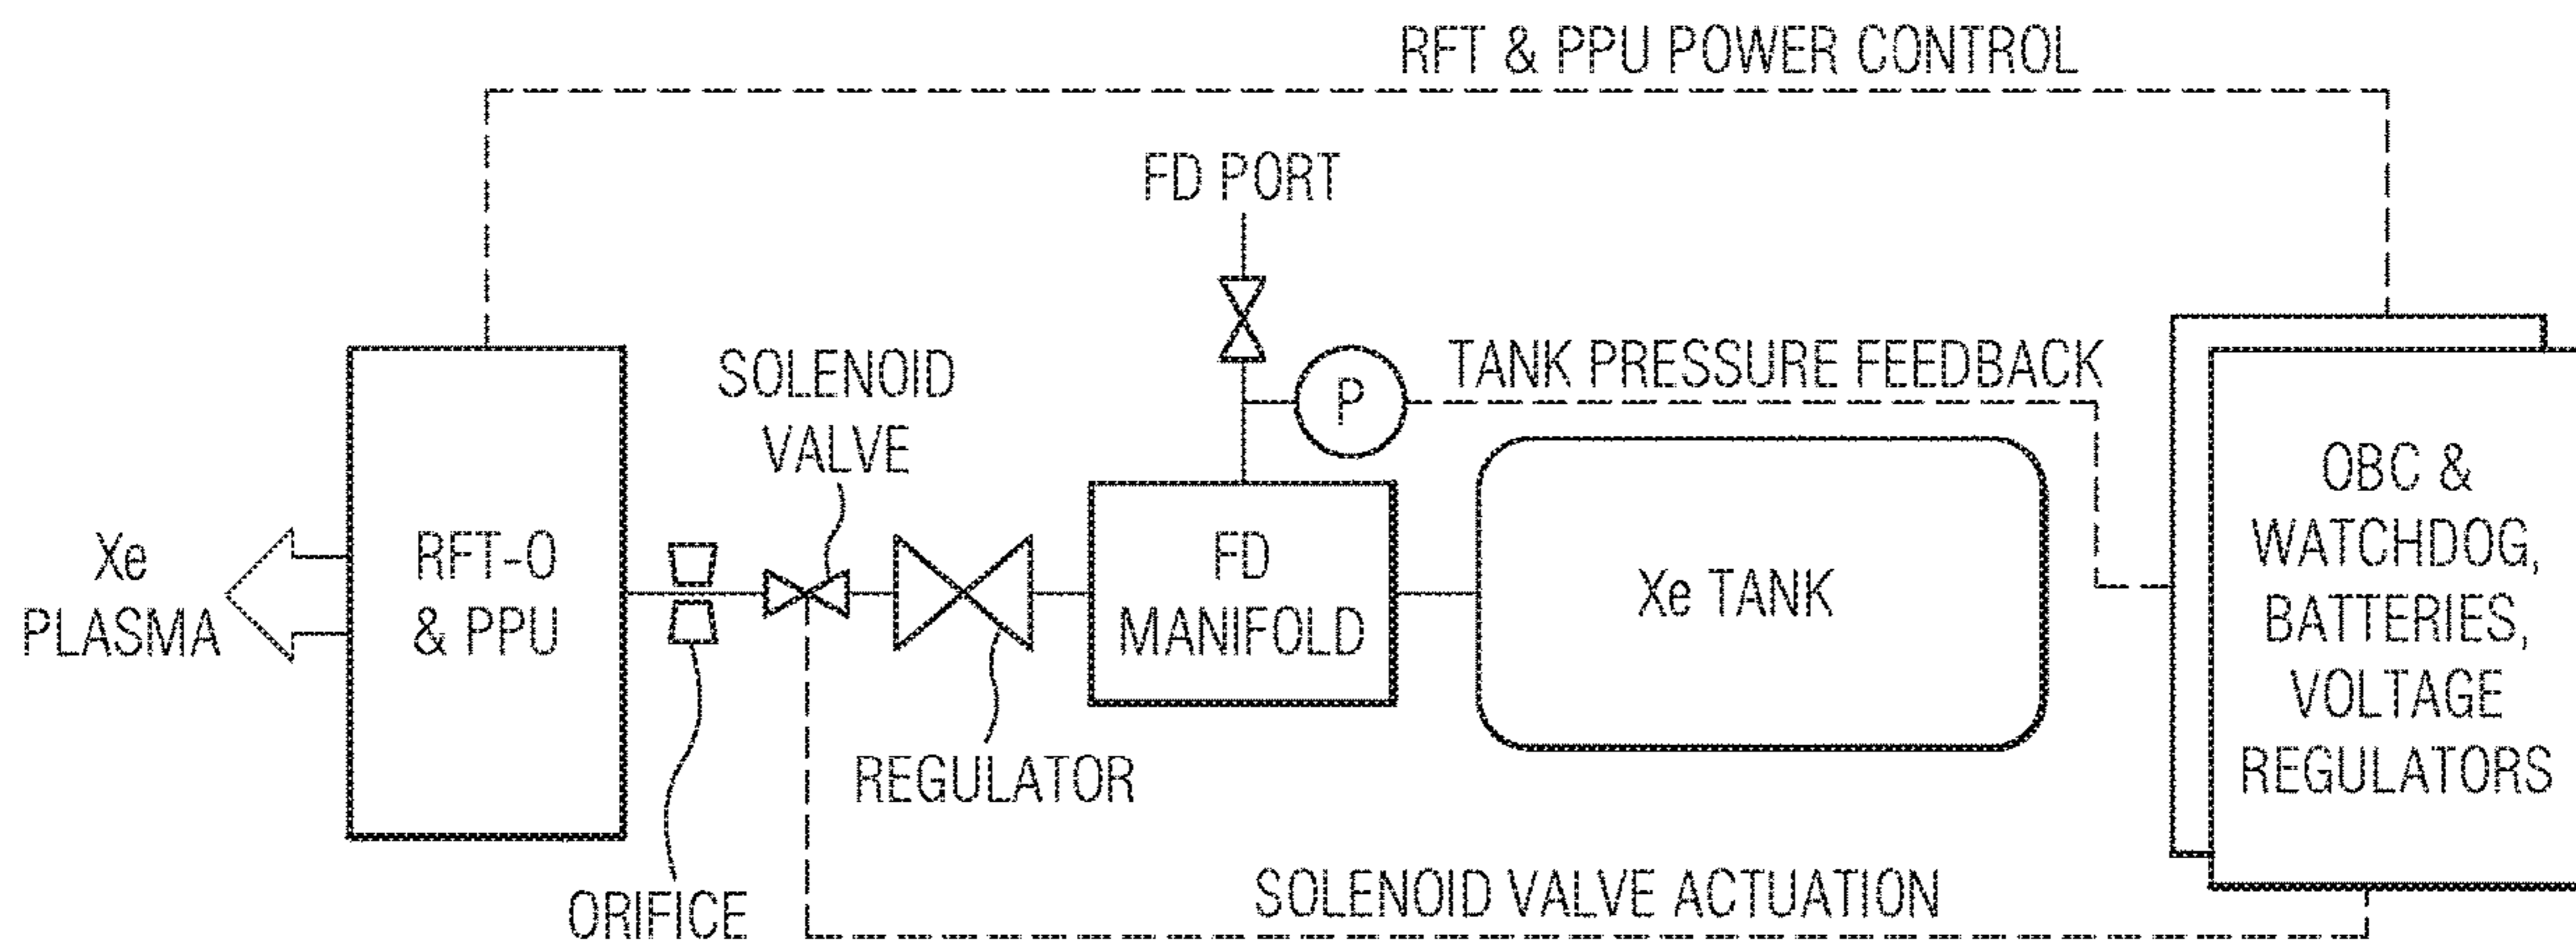 RFT & PPU POWER CONTROL
FD PORT
SOLENOID
VALVE
TANK PRESSURE FEEDBACK
P
Xe
PLASMA
RFT-0
& PPU
FD
MANIFOLD
Xe TANK
OBC &
WATCHDOG,
BATTERIES,
VOLTAGE
REGULATORS
REGULATOR
ORIFICE
SOLENOID VALVE ACTUATION